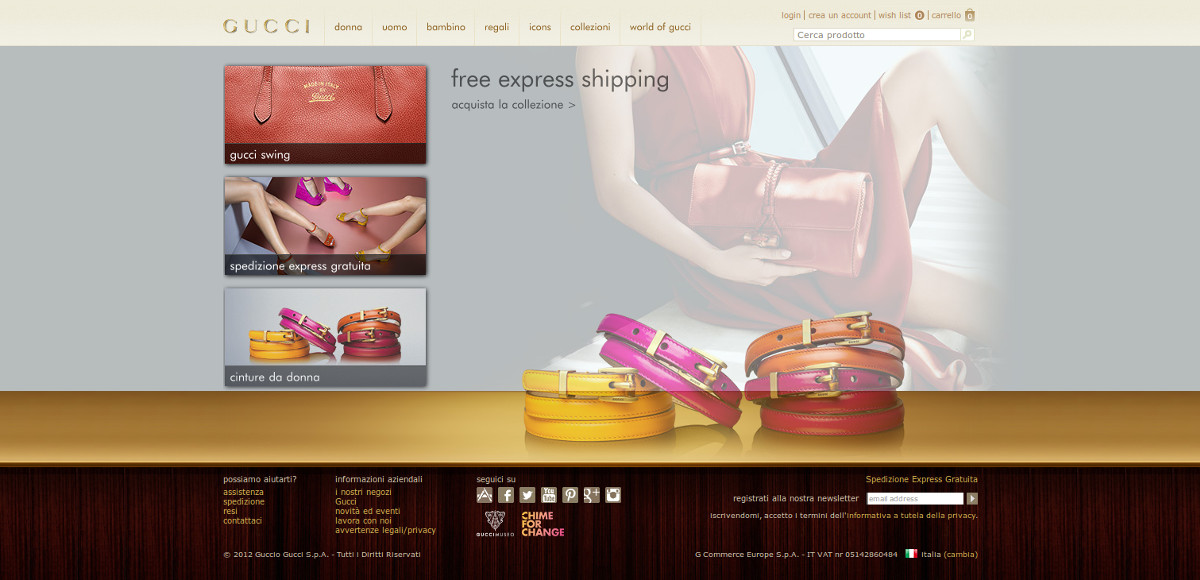 GUCCI
donna
uomo
bambino
regali
icons
collezioni
world of gucci
login | crea un account | wish list 0 | carrello 0
Cerca prodotto
MADE IN ITALY
BY
Gucci
gucci swing
spedizione express gratuita
cinture da donna
free express shipping
acquista la collezione >
possiamo aiutarti?
assistenza
spedizione
resi
contattaci
informazioni aziendali
i nostri negozi
Gucci
novità ed eventi
lavora con noi
avvertenze legali/privacy
seguici su
You Tube
GUCCIMUSEO
CHIME
FOR
CHANGE
Spedizione Express Gratuita
registrati alla nostra newsletter
email address
iscrivendomi, accetto i termini dell'informativa a tutela della privacy.
© 2012 Guccio Gucci S.p.A. - Tutti i Diritti Riservati
G Commerce Europe S.p.A. - IT VAT nr 05142860484
Italia (cambia)